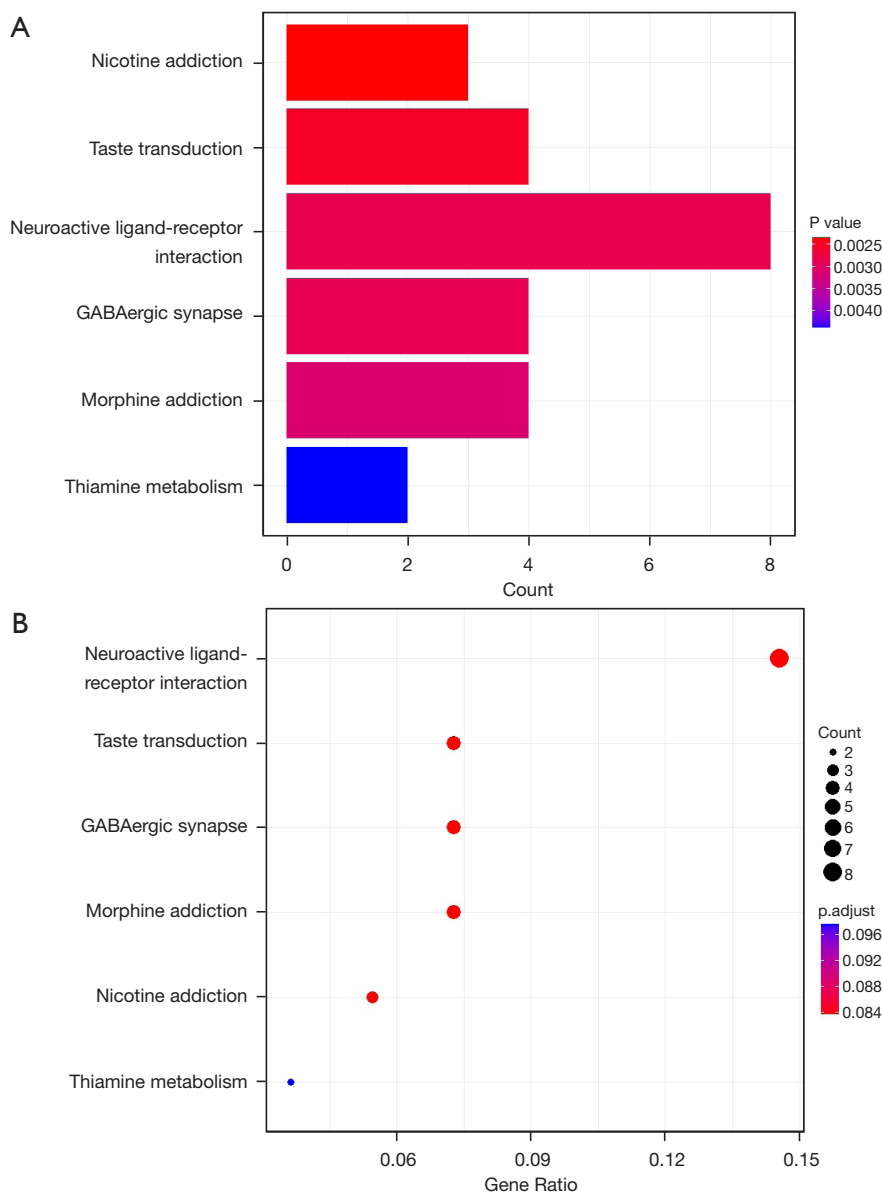 A
Nicotine addiction
Taste transduction
Neuroactive ligand-receptor
interaction
GABAergic synapse
Morphine addiction
Thiamine metabolism
0 2 4 6 8
Count
P value
0.0025
0.0030
0.0035
0.0040
B
Neuroactive ligand-
receptor interaction
Taste transduction
GABAergic synapse
Morphine addiction
Nicotine addiction
Thiamine metabolism
0.06 0.09 0.12 0.15
Gene Ratio
Count
2
3
4
5
6
7
8
p.adjust
0.096
0.092
0.088
0.084